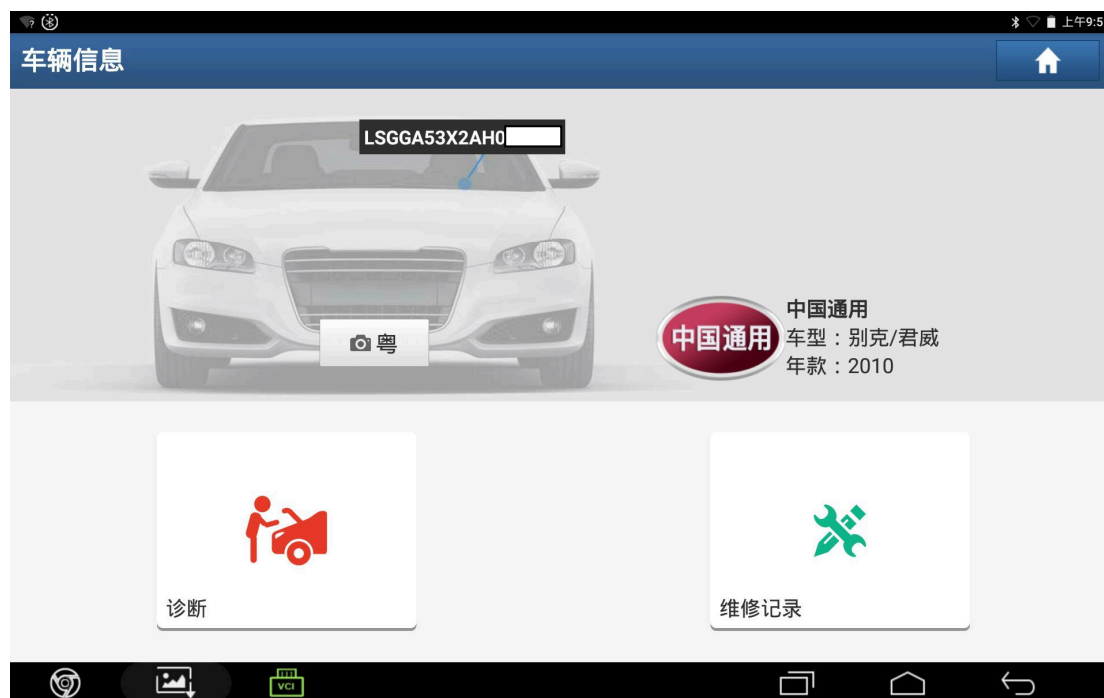 上午9:5
车辆信息
LSGGA53X2AH0
粤
中国通用
中国通用
车型：别克/君威
年款：2010
诊断
维修记录
VCI